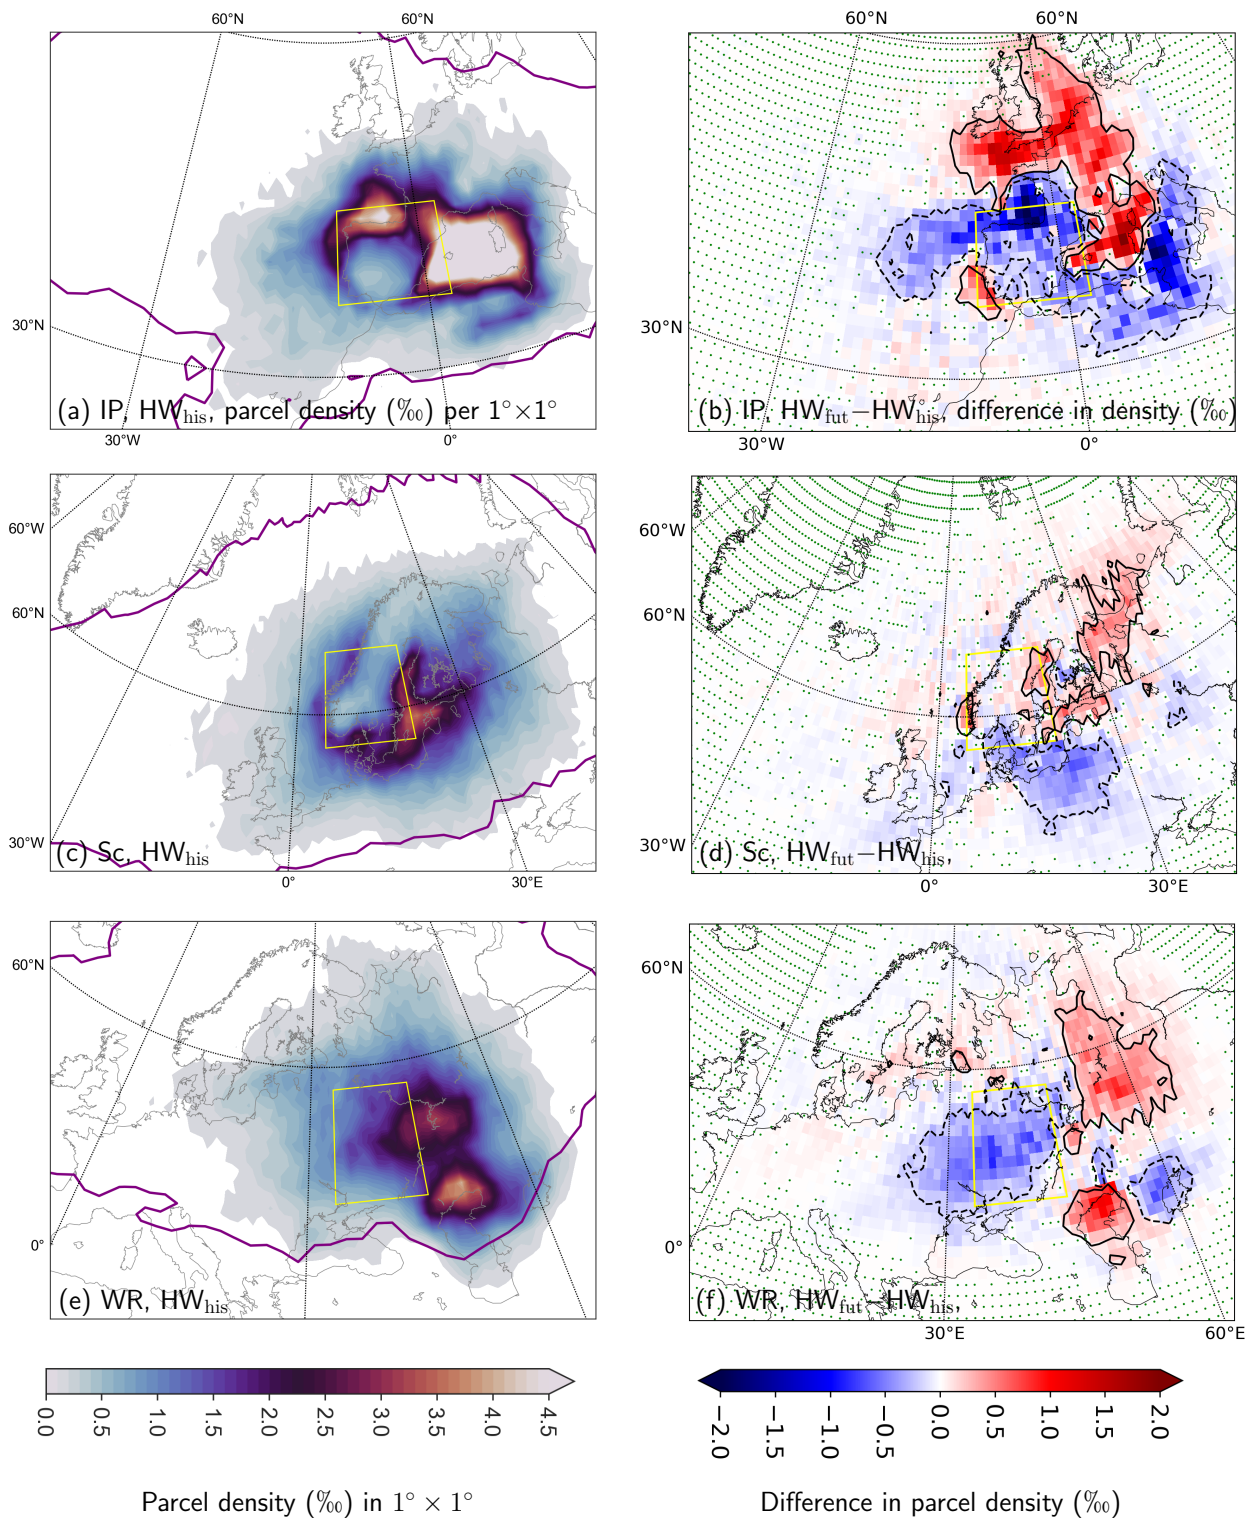 60°N 60°N
60°N 60°N
30°N
30°N
(a) IP, HWhis, parcel density (‰) per 1°×1°
(b) IP, HWfut−HWhis, difference in density (‰)
30°W 0°
30°W 0°
60°W
60°N
30°W
(c) Sc, HWhis
0° 30°E
60°W
60°N
30°W
(d) Sc, HWfut−HWhis,
0° 30°E
60°N
0°
(e) WR, HWhis
60°N
0°
(f) WR, HWfut−HWhis,
30°E 60°E
0.0 0.5 1.0 1.5 2.0 2.5 3.0 3.5 4.0 4.5
Parcel density (‰) in 1° × 1°
−2.0 −1.5 −1.0 −0.5 0.0 0.5 1.0 1.5 2.0
Difference in parcel density (‰)